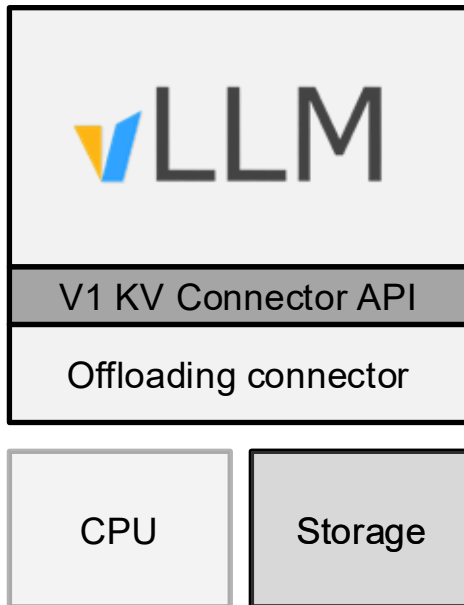 vLLM
V1 KV Connector API
Offloading connector
CPU
Storage